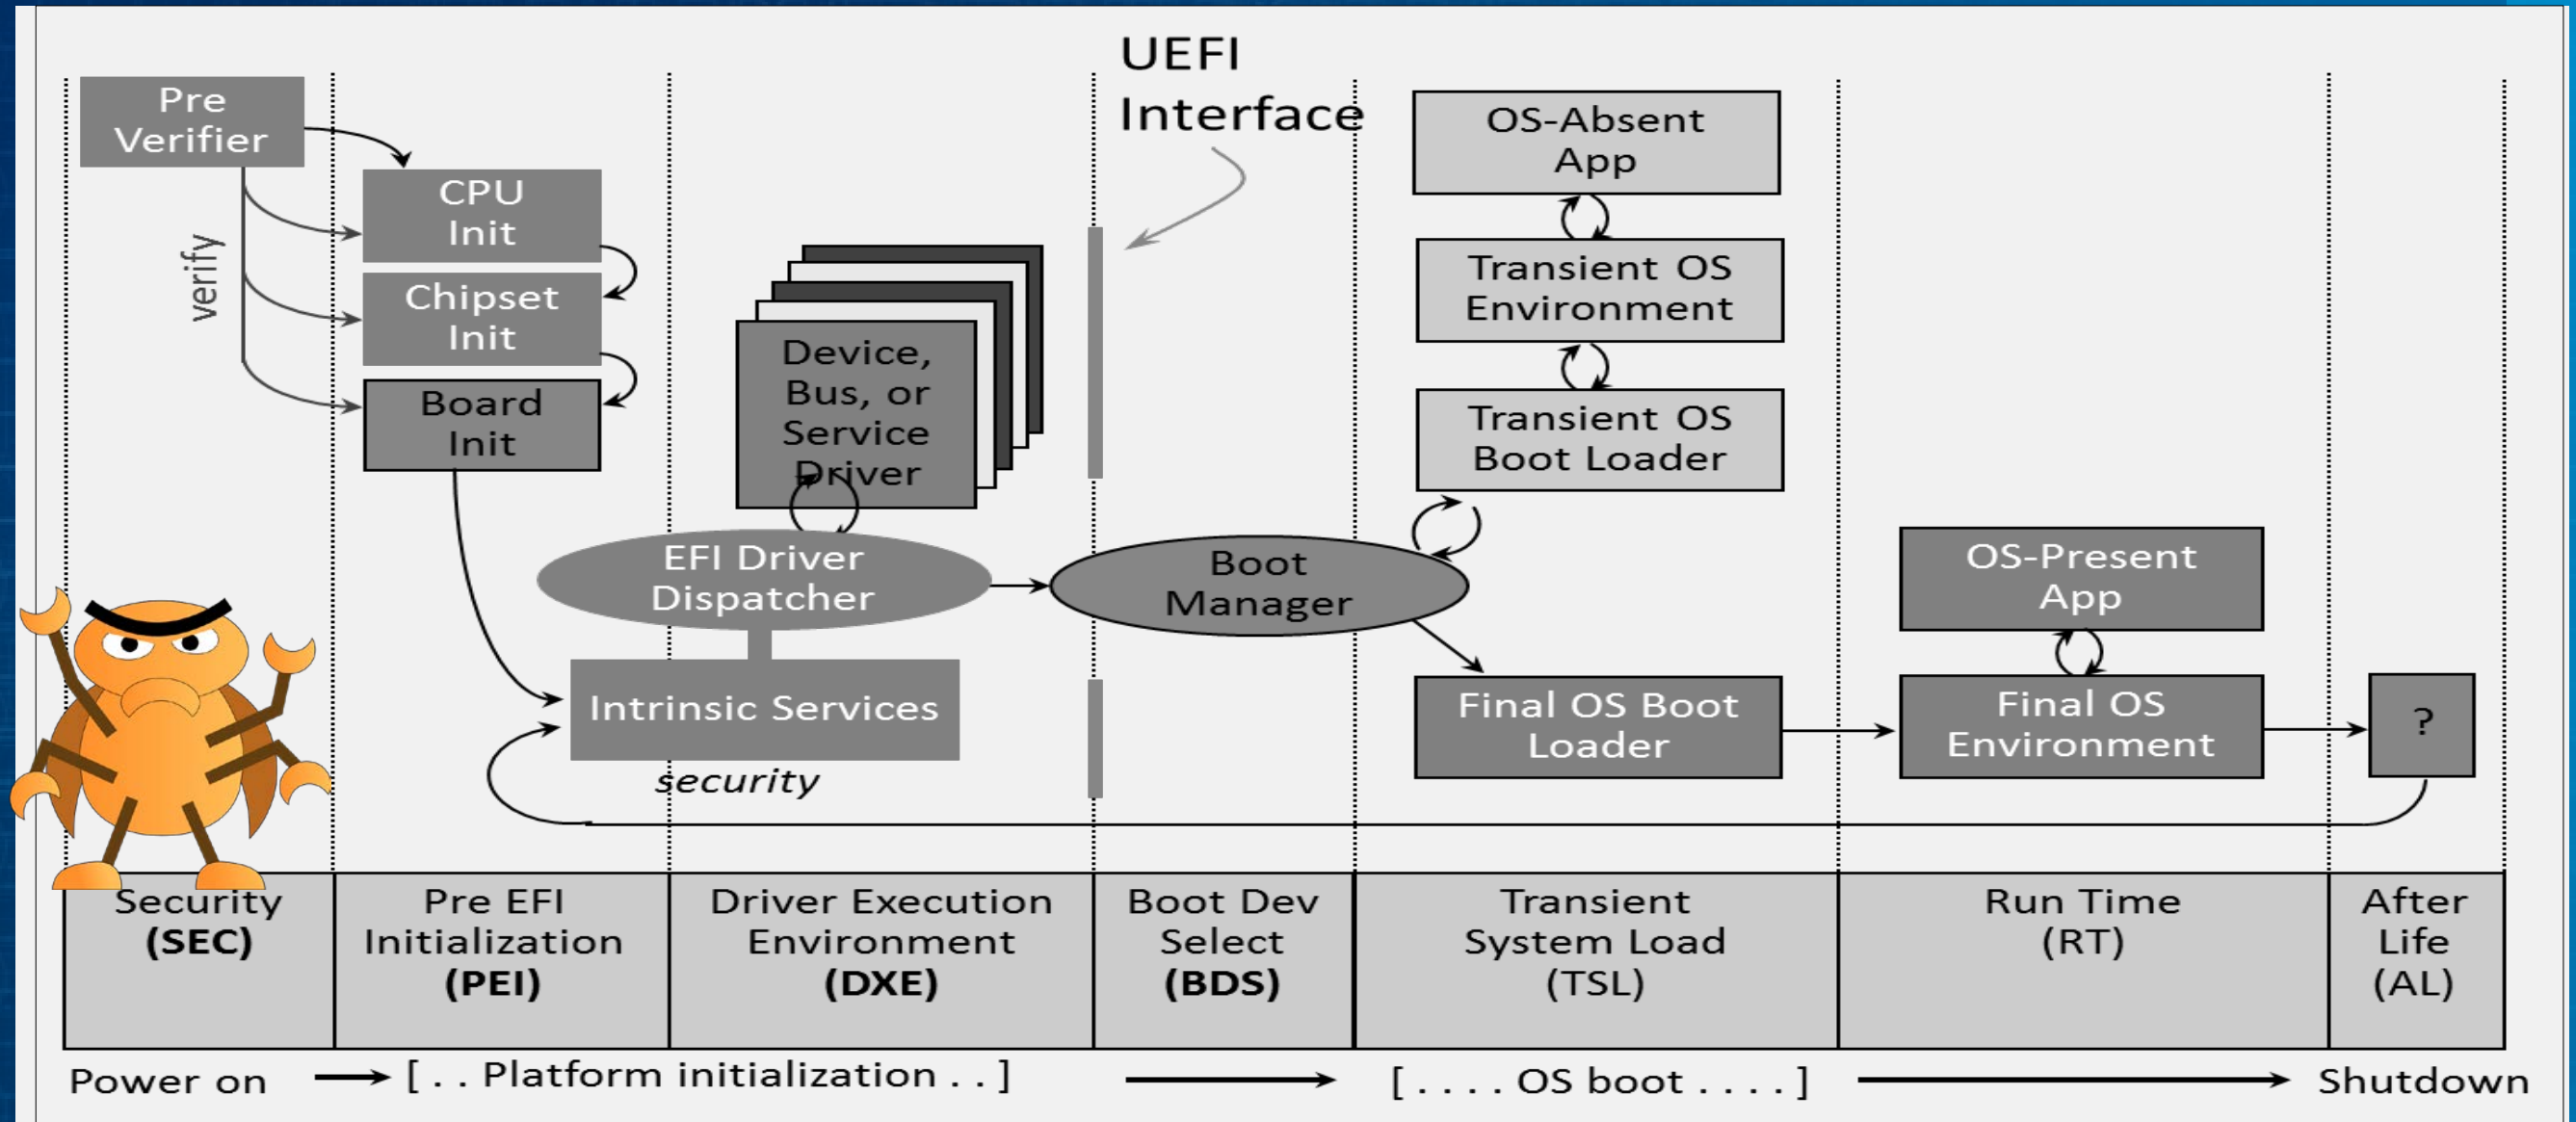 UEFI
Interface
Pre
Verifier
verify
CPU
Init
Chipset
Init
Board
Init
Device,
Bus, or
Service
Driver
EFI Driver
Dispatcher
Intrinsic Services
security
Boot
Manager
OS-Absent
App
Transient OS
Environment
Transient OS
Boot Loader
Final OS Boot
Loader
OS-Present
App
Final OS
Environment
?
Security
(SEC)
Pre EFI
Initialization
(PEI)
Driver Execution
Environment
(DXE)
Boot Dev
Select
(BDS)
Transient
System Load
(TSL)
Run Time
(RT)
After
Life
(AL)
Power on
[ . . Platform initialization . . ]
[ . . . . OS boot . . . . ]
Shutdown